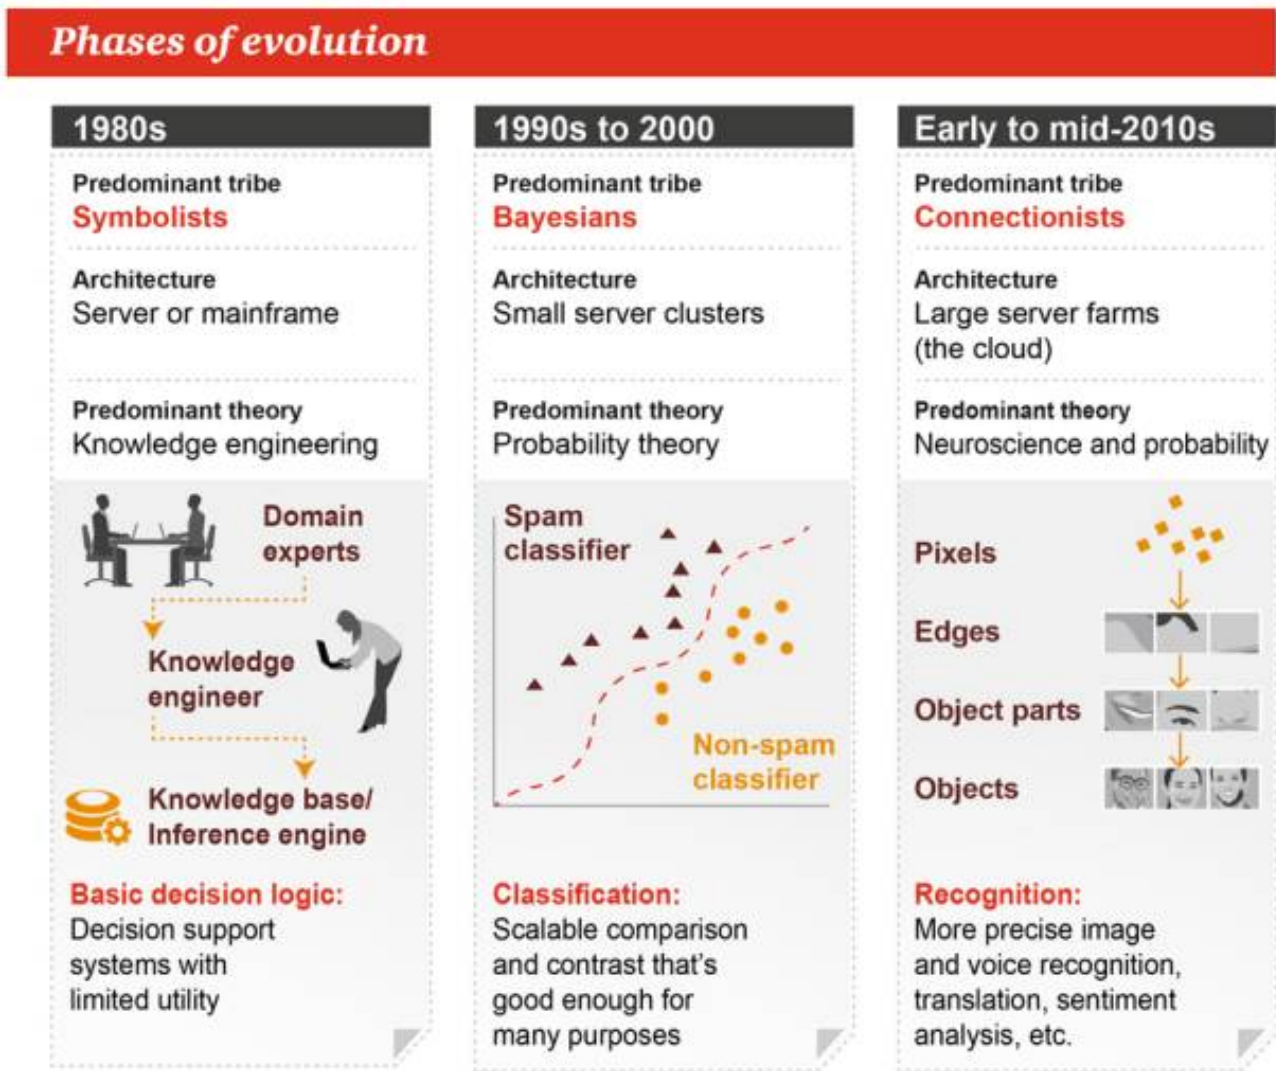 Phases of evolution
1980s
Predominant tribe
Symbolists
Architecture
Server or mainframe
Predominant theory
Knowledge engineering
Domain
experts
Knowledge
engineer
Knowledge base/
Inference engine
Basic decision logic:
Decision support
systems with
limited utility
1990s to 2000
Predominant tribe
Bayesians
Architecture
Small server clusters
Predominant theory
Probability theory
Spam
classifier
Non-spam
classifier
Classification:
Scalable comparison
and contrast that's
good enough for
many purposes
Early to mid-2010s
Predominant tribe
Connectionists
Architecture
Large server farms
(the cloud)
Predominant theory
Neuroscience and probability
Pixels
Edges
Object parts
Objects
Recognition:
More precise image
and voice recognition,
translation, sentiment
analysis, etc.